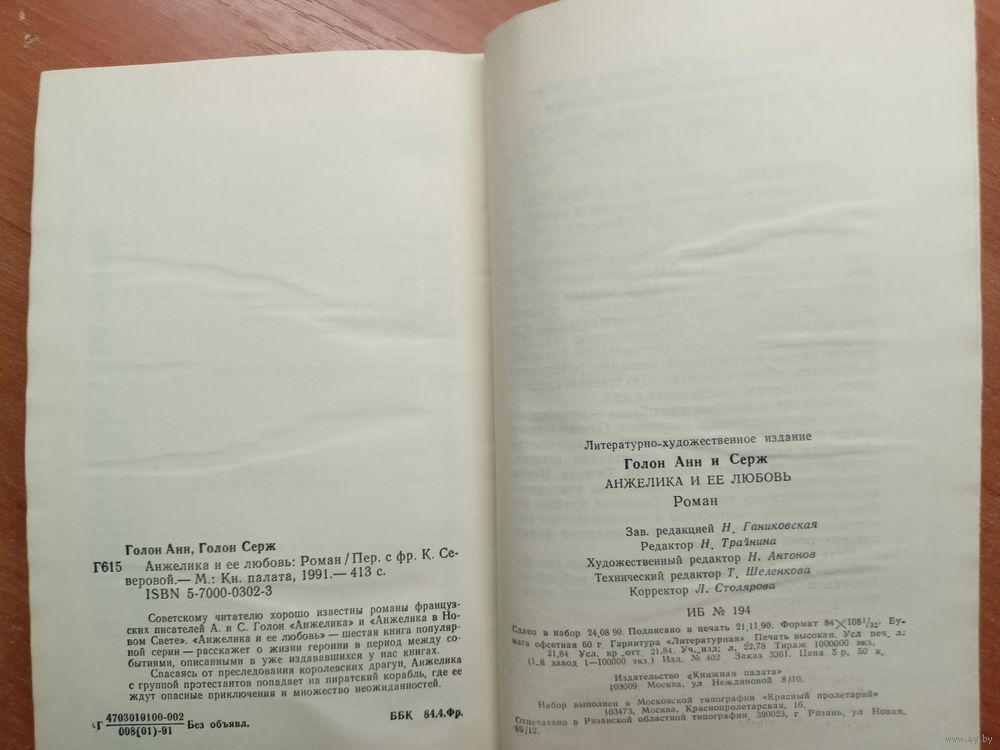 Голон Анн, Голон Серж
Г615 Анжелика и ее любовь: Роман / Пер. с фр. К. Се-
веровой.— М.: Кн. палата, 1991.— 413 с.
ISBN 5-7000-0302-3
Советскому читателю хорошо известны романы француз-
ских писателей А. и С. Голон «Анжелика» и «Анжелика в Но-
вом Свете». «Анжелика и ее любовь» — шестая книга популяр-
ной серии — расскажет о жизни героини в период между со-
бытиями, описанными в уже издававшихся у нас книгах.
Спасаясь от преследования королевских драгун, Анжелика
с группой протестантов попадает на пиратский корабль, где ее
ждут опасные приключения и множество неожиданностей.
Г 4703010100-002
008(01)-91 Без объявл. ББК 84.4.Фр.
Литературно-художественное издание
Голон Анн и Серж
АНЖЕЛИКА И ЕЕ ЛЮБОВЬ
Роман
Зав. редакцией Н. Ганиковская
Редактор Н. Трайнина
Художественный редактор Н. Антонов
Технический редактор Т. Шеленкова
Корректор Л. Столярова
ИБ № 194
Сдано в набор 24.08.90. Подписано в печать 21.11.90. Формат 84×108 1/32. Бу-
мага офсетная 60 г. Гарнитура «Литературная». Печать высокая. Усл. печ. л.
21,84. Усл. кр.-отт. 21,84. Уч.-изд. л. 22,78 Тираж 1000000 экз.
(1-й завод 1—100000 экз.) Изд. № 402 Заказ 3361. Цена 5 р. 50 к.
Издательство «Книжная палата»
103009 Москва, ул Неждановой 8/10.
Набор выполнен в Московской типографии «Красный пролетарий»
103473, Москва, Краснопролетарская, 16.
Отпечатано в Рязанской областной типографии, 390023, г Рязань, ул Новая,
69/12.
www.ay.by